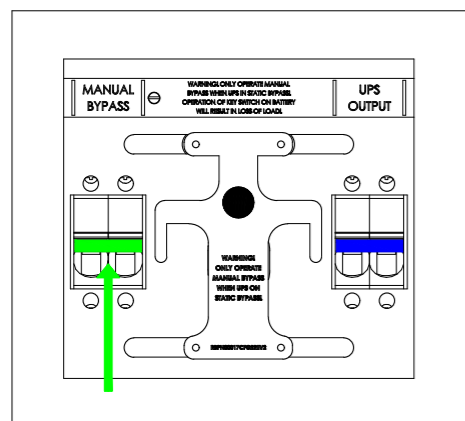 MANUAL
BYPASS
WARNING! ONLY OPERATE MANUAL
BYPASS WHEN UPS IN STATIC BYPASS.
OPERATION OF KEY SWITCH ON BATTERY
WILL RESULT IN LOSS OF LOAD!.
UPS
OUTPUT
WARNING!
ONLY OPERATE
MANUAL BYPASS
WHEN UPS ON
STATIC BYPASS.